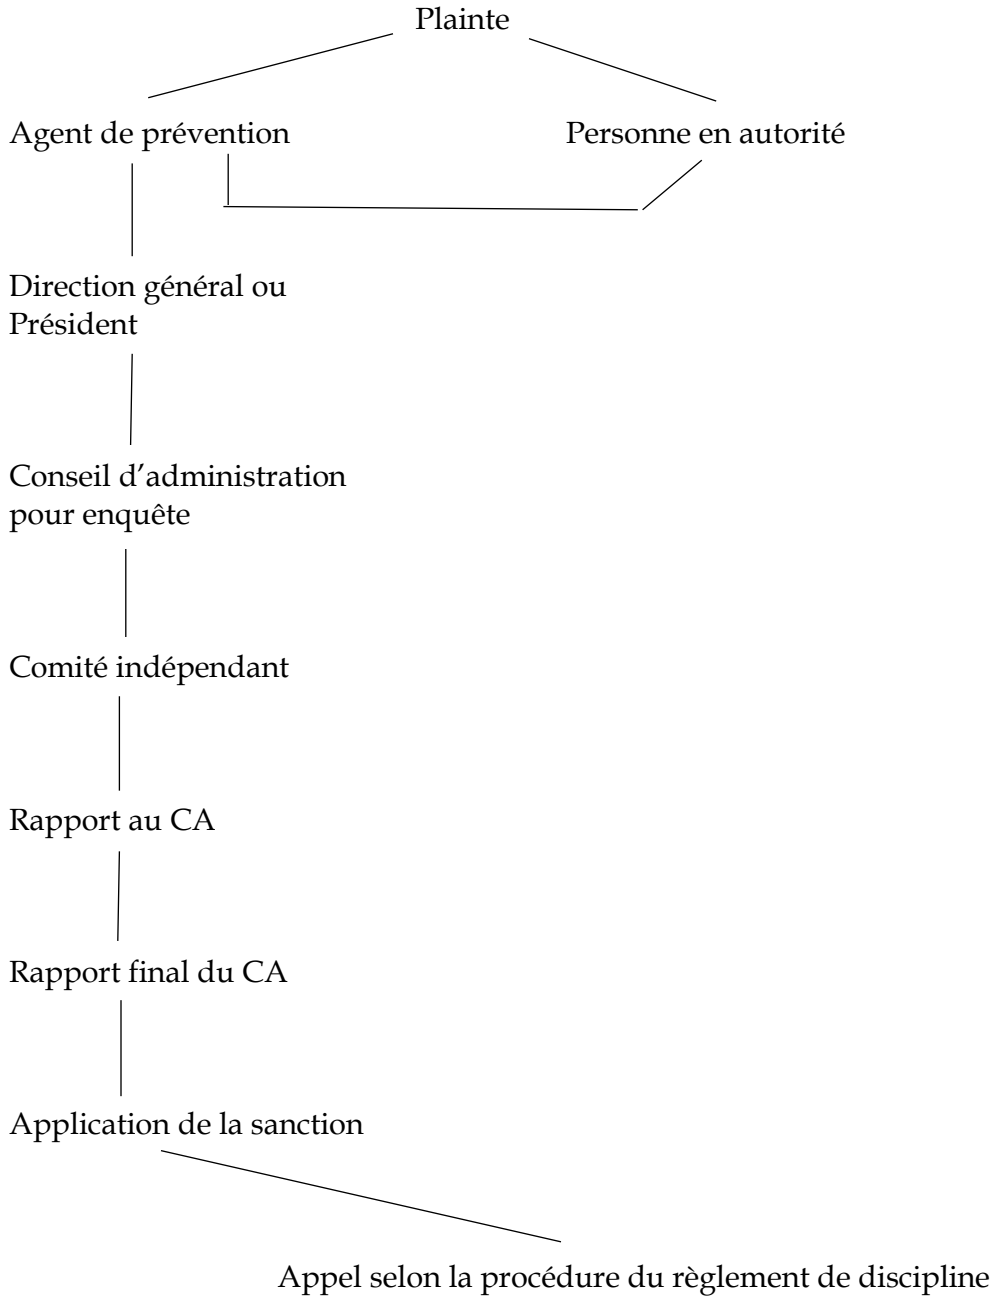 Plainte
Agent de prévention
Personne en autorité
Direction général ou
Président
Conseil d’administration
pour enquête
Comité indépendant
Rapport au CA
Rapport final du CA
Application de la sanction
Appel selon la procédure du règlement de discipline